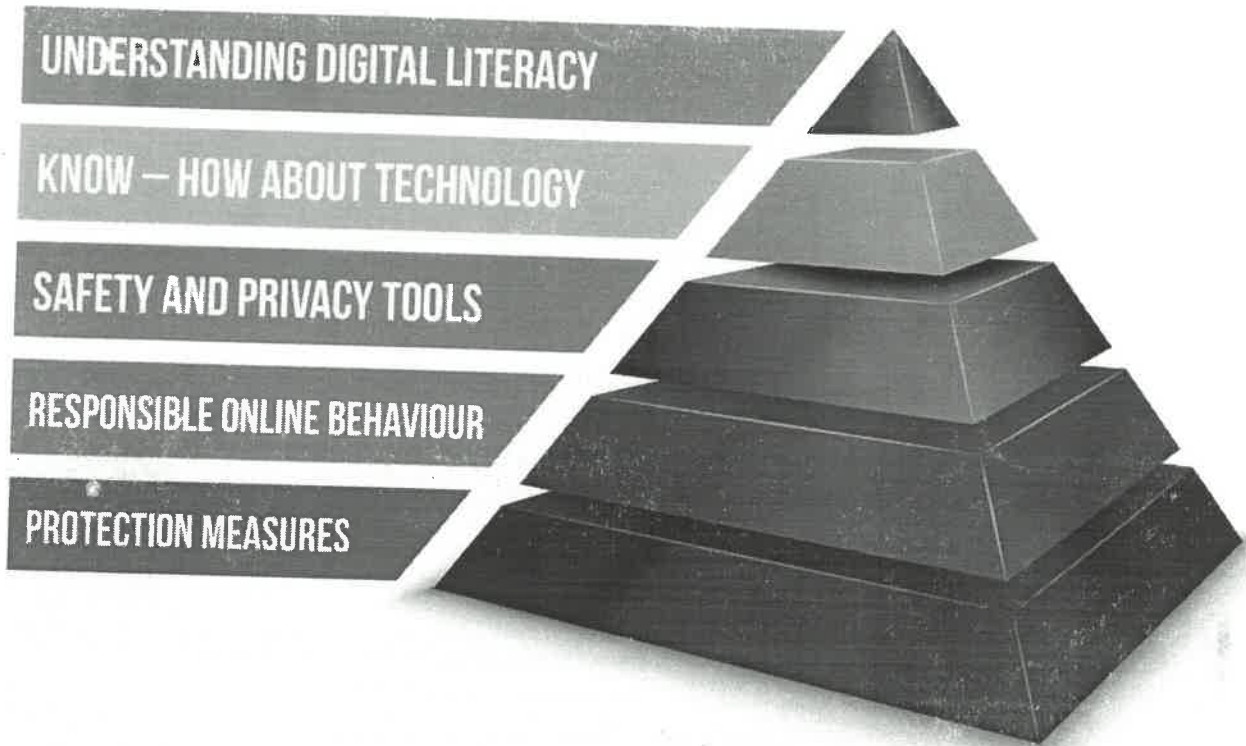 UNDERSTANDING DIGITAL LITERACY
KNOW – HOW ABOUT TECHNOLOGY
SAFETY AND PRIVACY TOOLS
RESPONSIBLE ONLINE BEHAVIOUR
PROTECTION MEASURES